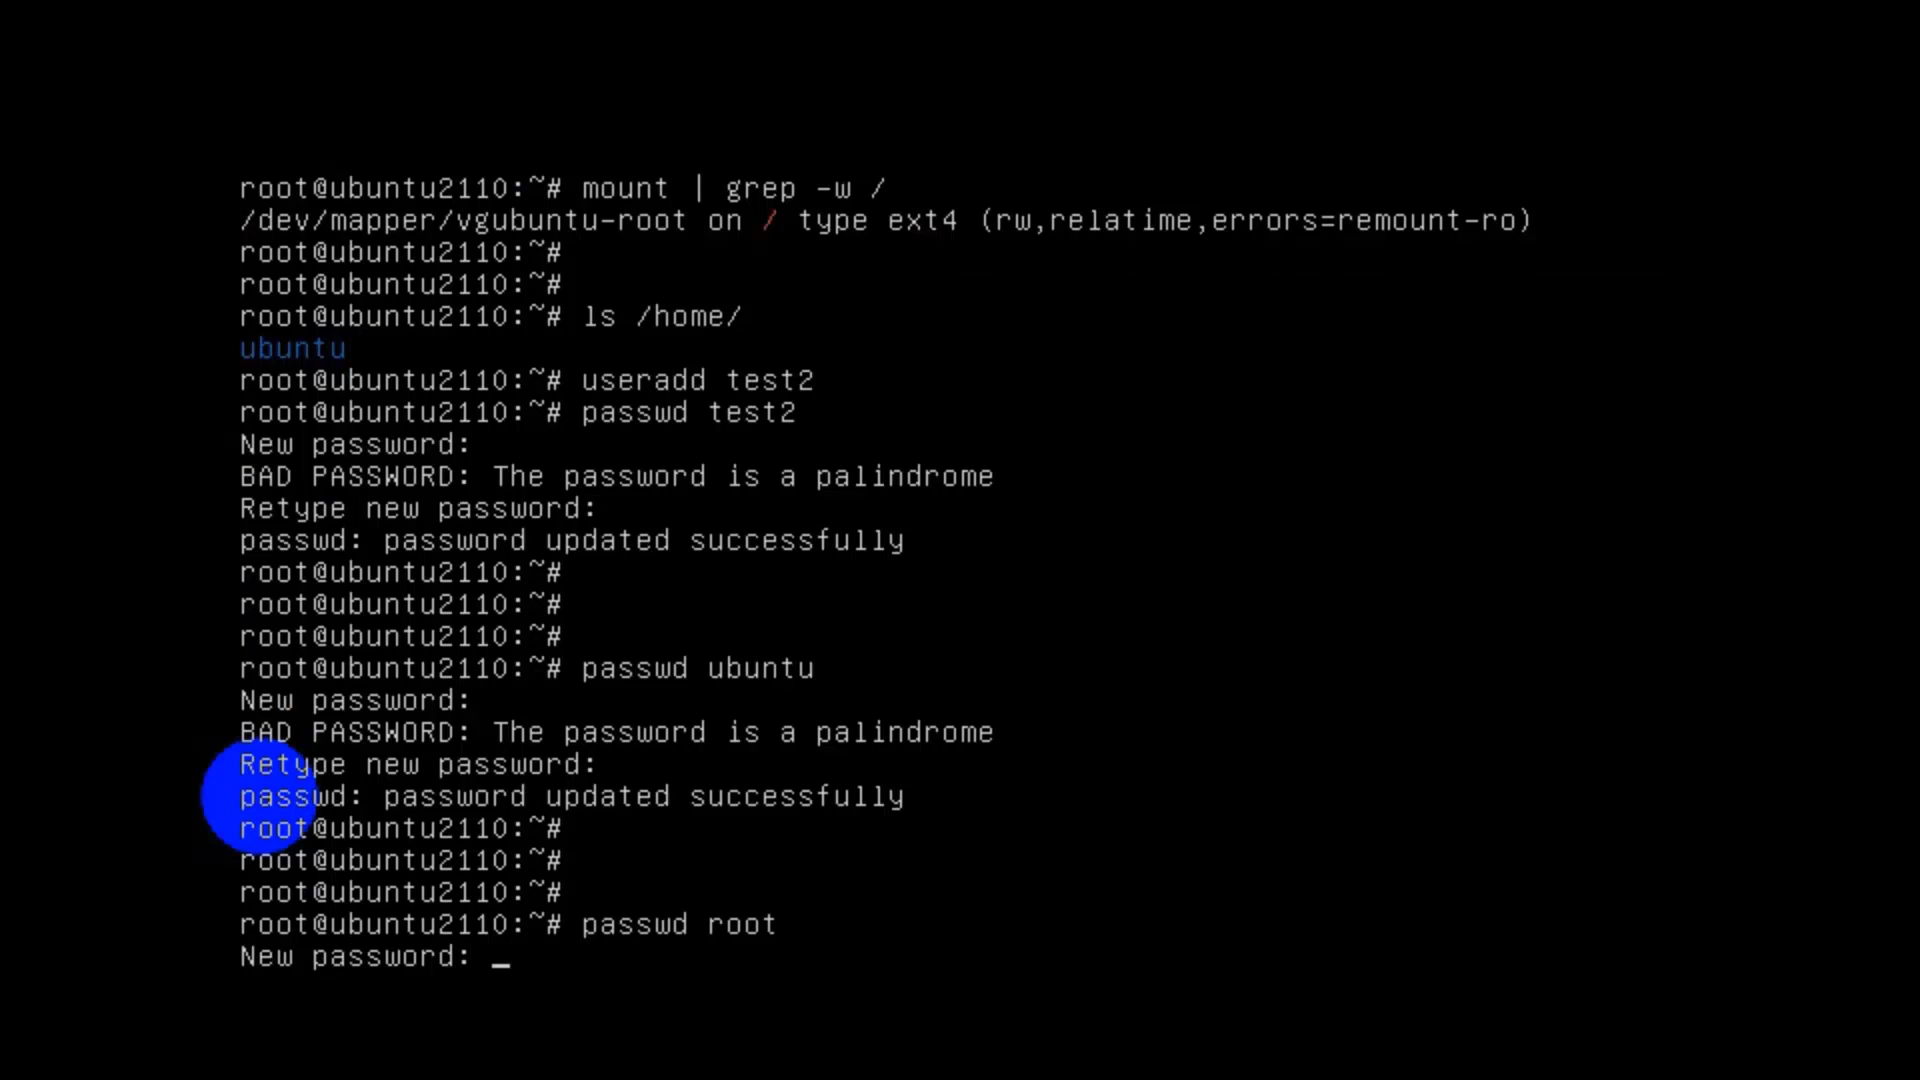 root@ubuntu2110:~# mount | grep -w /
/dev/mapper/vgubuntu-root on / type ext4 (rw,relatime,errors=remount-ro)
root@ubuntu2110:~#
root@ubuntu2110:~#
root@ubuntu2110:~# ls /home/
ubuntu
root@ubuntu2110:~# useradd test2
root@ubuntu2110:~# passwd test2
New password:
BAD PASSWORD: The password is a palindrome
Retype new password:
passwd: password updated successfully
root@ubuntu2110:~#
root@ubuntu2110:~#
root@ubuntu2110:~#
root@ubuntu2110:~# passwd ubuntu
New password:
BAD PASSWORD: The password is a palindrome
Retype new password:
passwd: password updated successfully
root@ubuntu2110:~#
root@ubuntu2110:~#
root@ubuntu2110:~#
root@ubuntu2110:~# passwd root
New password: _